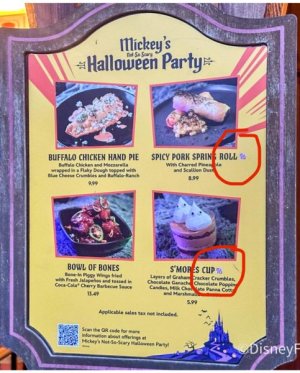 Mickey's
Not-So-Scary
Halloween Party
BUFFALO CHICKEN HAND PIE
Buffalo Chicken and Mozzarella
wrapped in a Flaky Dough topped with
Blue Cheese Crumbles and Buffalo-Ranch
9.99
SPICY PORK SPRING ROLL
With Charred Pineapple
and Scallion Dust
8.99
BOWL OF BONES
Bone-in Piggy Wings fried
with Fresh Jalapeños and tossed in
Coca-Cola® Cherry Barbecue Sauce
13.49
S'MORES CUP
Layers of Graham Cracker Crumbles,
Chocolate Ganache, Chocolate Popping
Candies, Milk Chocolate Panna Cotta
and Marshmallow
5.99
Applicable sales tax not included.
Scan the QR code for more
information about offerings at
Mickey's Not-So-Scary Halloween Party!
©DisneyF